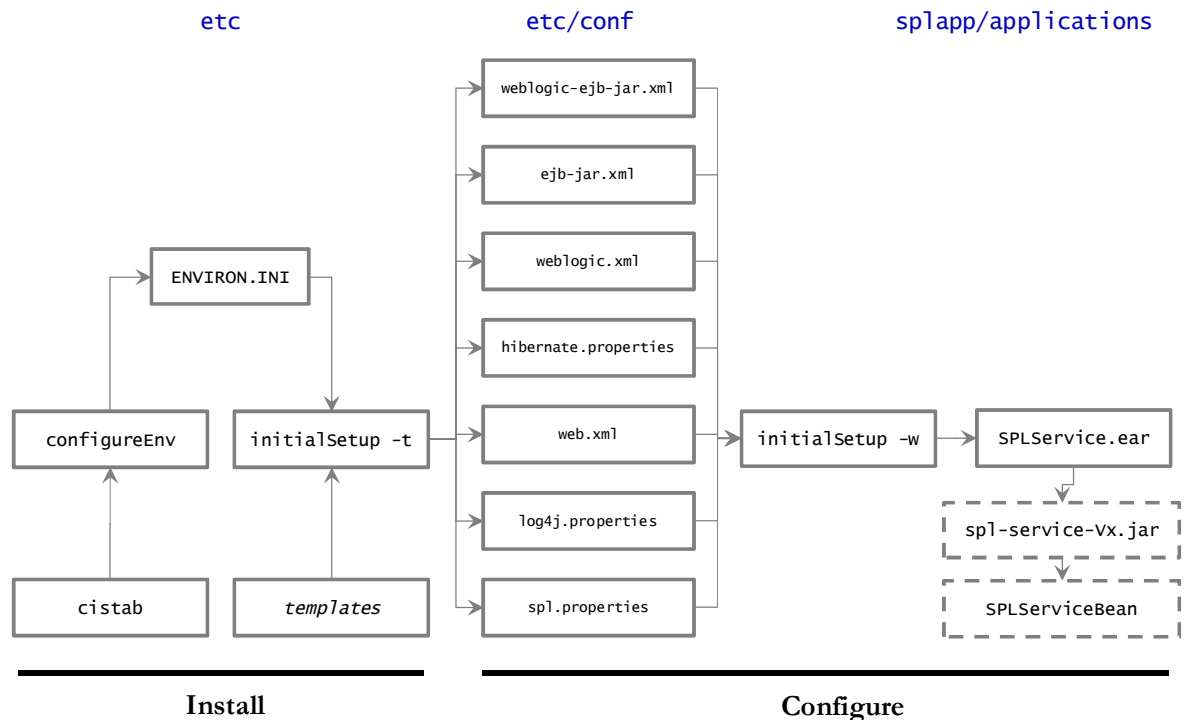 etc
etc/conf
splapp/applications
weblogic-ejb-jar.xml
ejb-jar.xml
weblogic.xml
ENVIRON.INI
hibernate.properties
configureEnv
initialSetup -t
web.xml
initialSetup -w
SPLService.ear
log4j.properties
spl-service-Vx.jar
cistab
templates
spl.properties
SPLServiceBean
Install
Configure